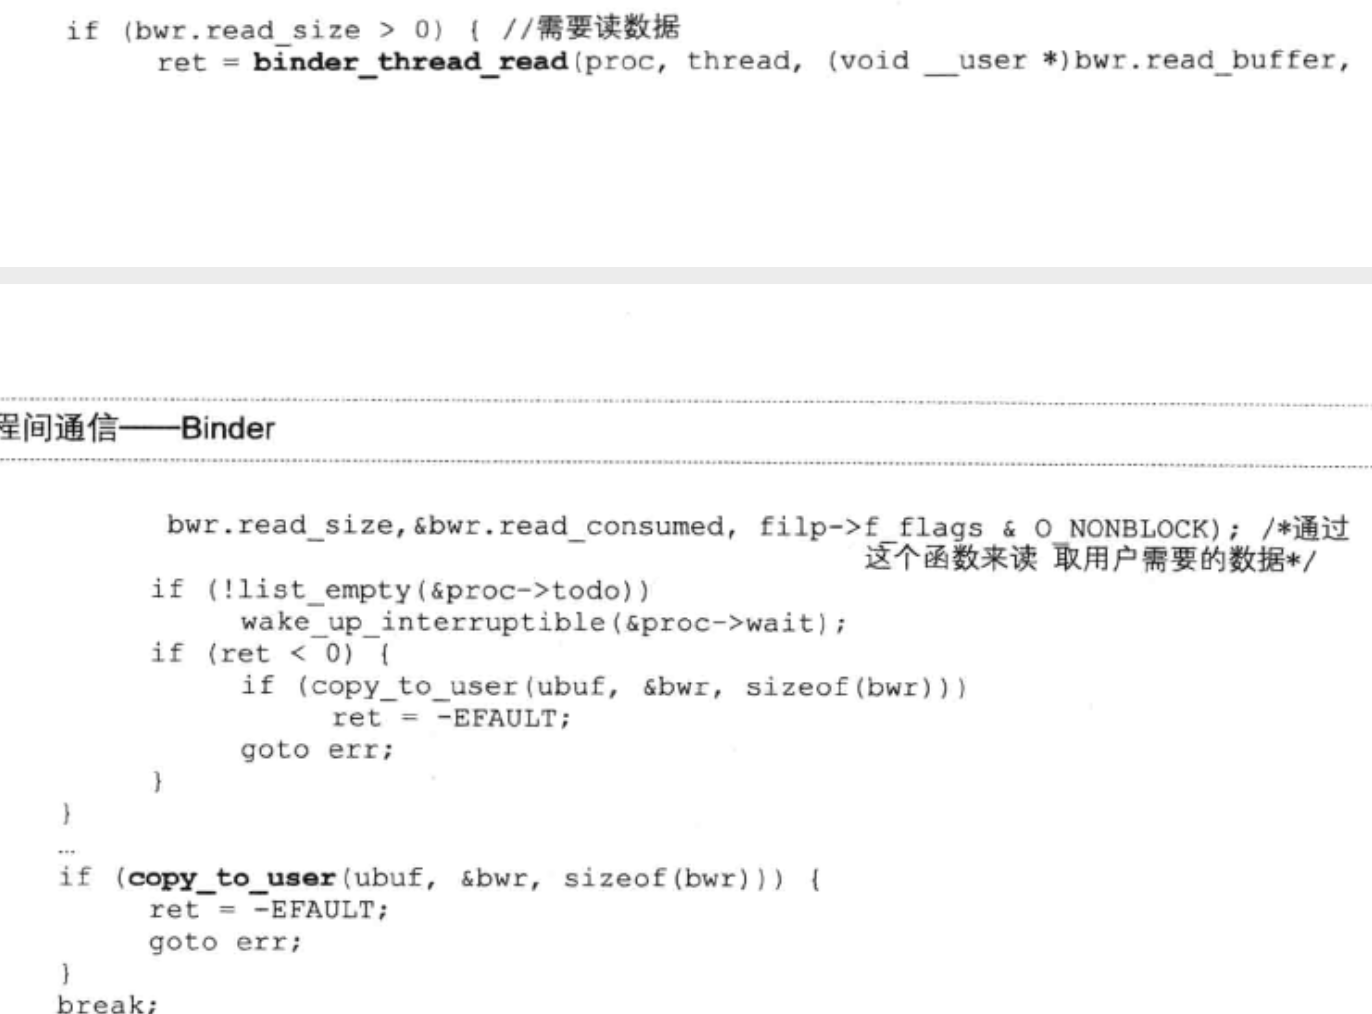 if (bwr.read_size > 0) { //需要读数据
ret = binder_thread_read(proc, thread, (void __user *)bwr.read_buffer,
程间通信——Binder
bwr.read_size,&bwr.read_consumed, filp->f_flags & O_NONBLOCK); /*通过
这个函数来读 取用户需要的数据*/
if (!list_empty(&proc->todo))
wake_up_interruptible(&proc->wait);
if (ret < 0) {
if (copy_to_user(ubuf, &bwr, sizeof(bwr)))
ret = -EFAULT;
goto err;
}
}
…
if (copy_to_user(ubuf, &bwr, sizeof(bwr))) {
ret = -EFAULT;
goto err;
}
break;